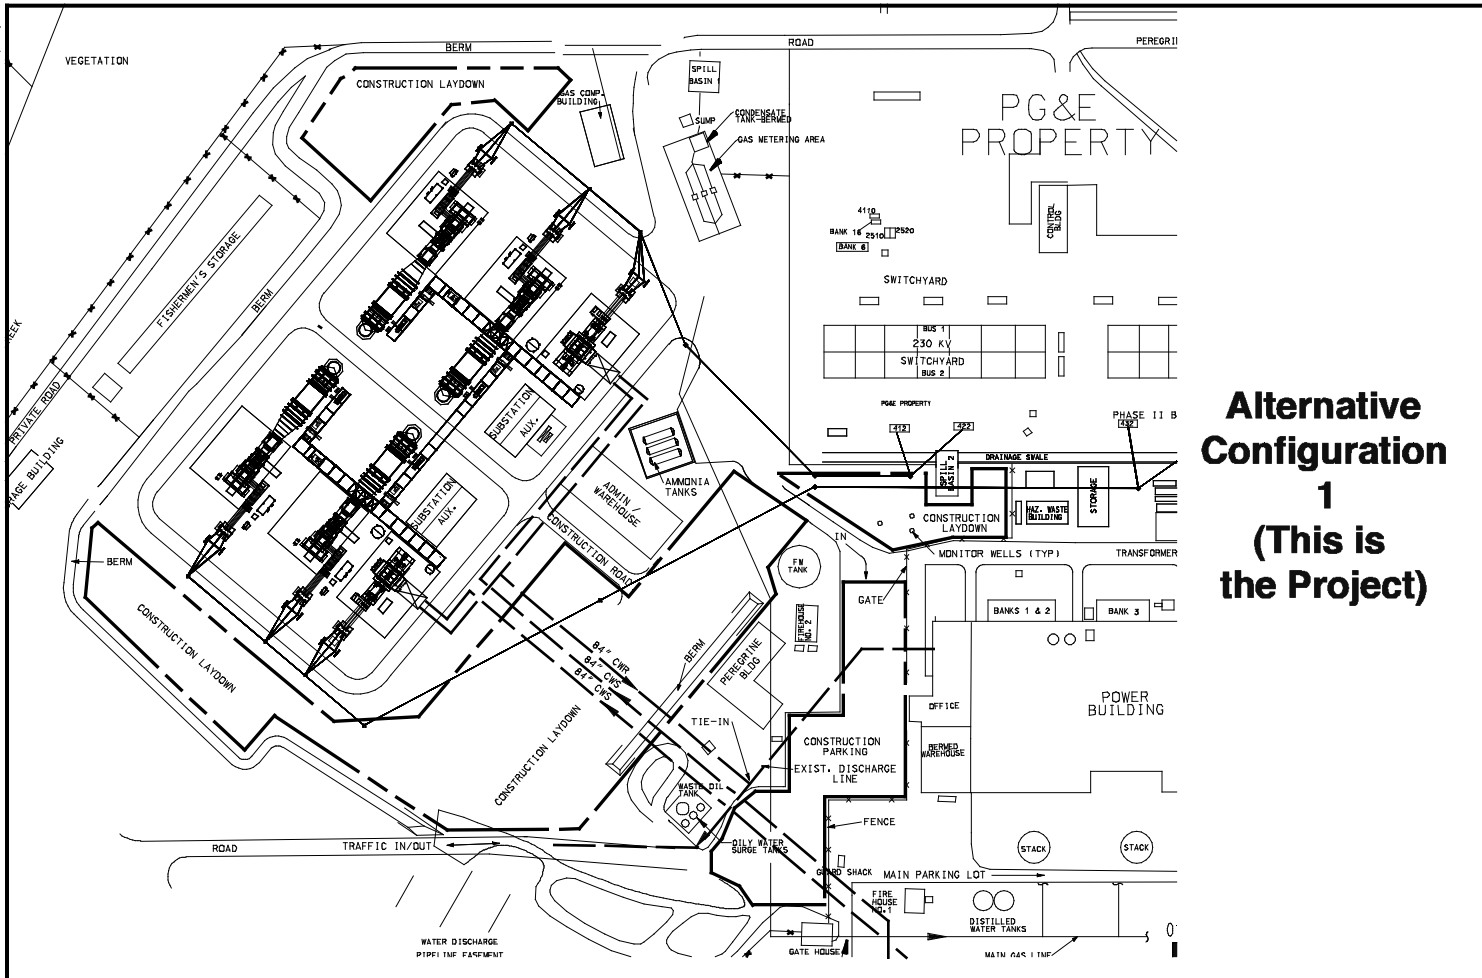 VEGETATION
BERM
ROAD
CONSTRUCTION LAYDOWN
GAS COMP.
BUILDING
SPILL
BASIN 1
SUMP
CONDENSATE
TANK-BERMED
GAS METERING AREA
PG&E
PROPERTY
CONTROL
BLDG
4110
BANK 16
2510
2520
BANK 6
SWITCHYARD
BUS 1
230 KV
SWITCHYARD
BUS 2
PG&E PROPERTY
412
422
432
PHASE II B
DRAINAGE SWALE
SPILL
BASIN 2
HAZ. WASTE
BUILDING
STORAGE
CONSTRUCTION
LAYDOWN
MONITOR WELLS (TYP)
TRANSFORMER
FISHERMEN'S STORAGE
BERM
PRIVATE ROAD
SUBSTATION
AUX.
SUBSTATION
AUX.
AMMONIA
TANKS
ADMIN /
WAREHOUSE
CONSTRUCTION ROAD
IN
FW
TANK
GATE
FIREHOUSE
NO. 2
BANKS 1 & 2
BANK 3
BERM
CONSTRUCTION LAYDOWN
84" CWR
84" CWS
84" CWS
BERM
PEREGRINE
BLDG
TIE-IN
CONSTRUCTION LAYDOWN
CONSTRUCTION
PARKING
EXIST. DISCHARGE
LINE
OFFICE
BERMED
WAREHOUSE
POWER
BUILDING
WASTE OIL
TANK
OILY WATER
SURGE TANKS
FENCE
ROAD
TRAFFIC IN/OUT
GUARD SHACK
MAIN PARKING LOT
STACK
STACK
FIRE
HOUSE
NO.1
DISTILLED
WATER TANKS
GATE HOUSE
MAIN GAS LINE
WATER DISCHARGE
PIPELINE EASEMENT
Alternative
Configuration
1
(This is
the Project)